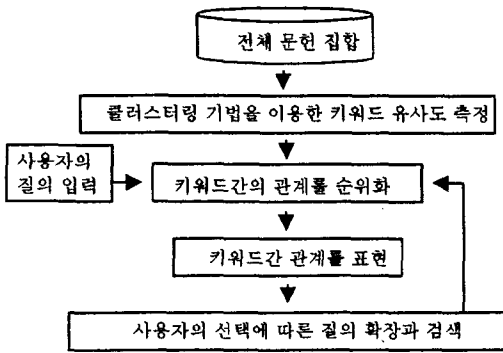 전체 문헌 집합
클러스터링 기법을 이용한 키워드 유사도 측정
사용자의
질의 입력
키워드간의 관계를 순위화
키워드간 관계를 표현
사용자의 선택에 따른 질의 확장과 검색